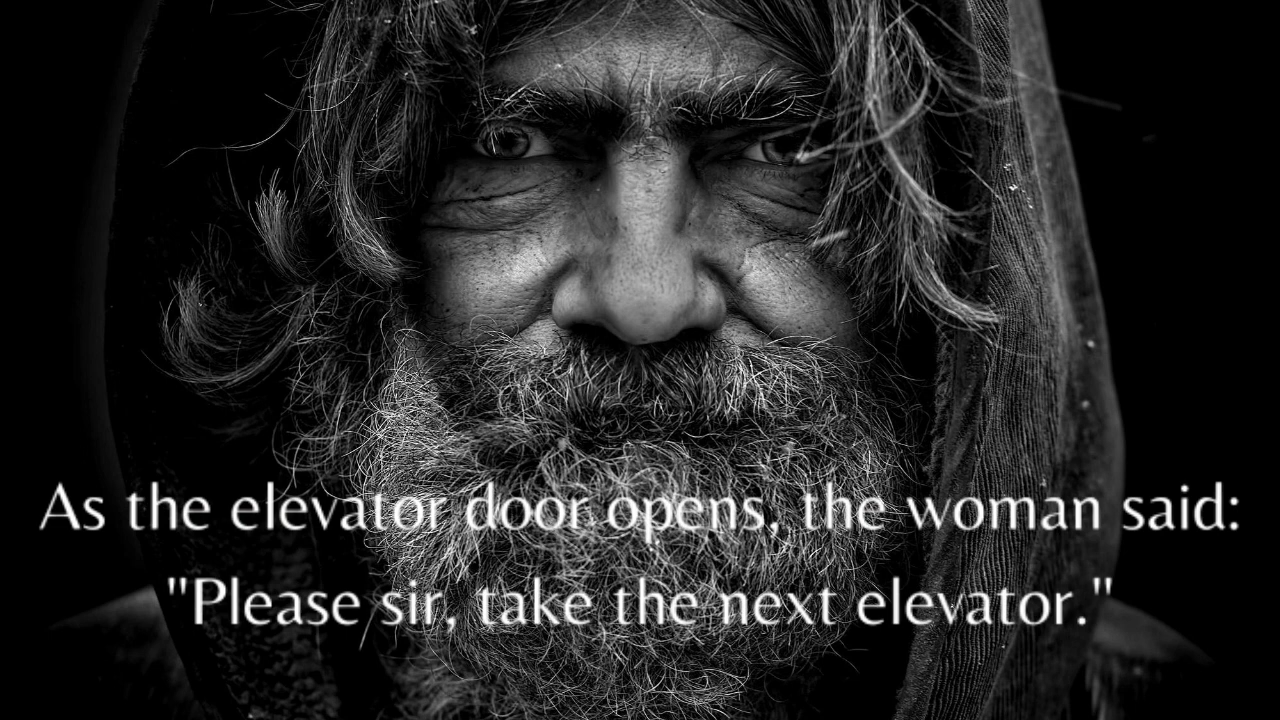 As the elevator door opens, the woman said:
"Please sir, take the next elevator."